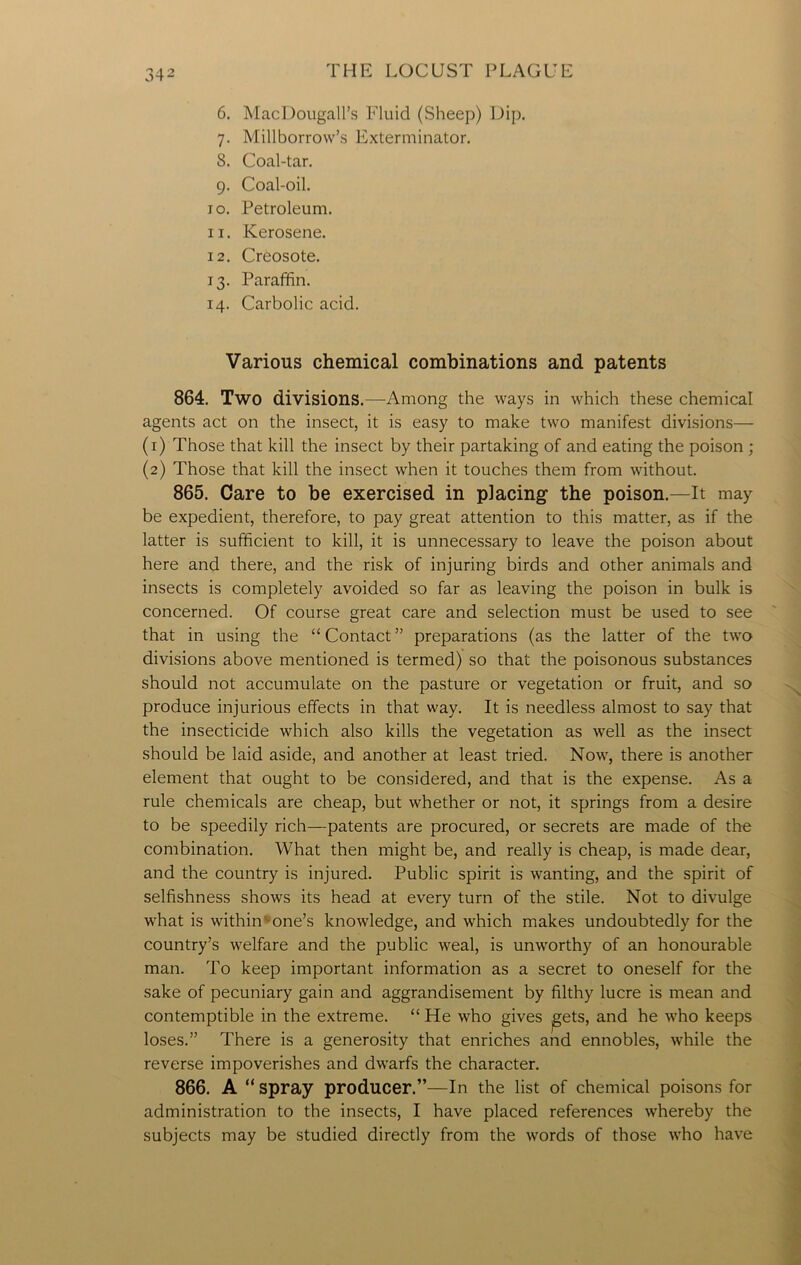 342 THE LOCUST PLAGUE
6. MacDougall’s Fluid (Sheep) Dip.
7. Millborrow’s Exterminator.
8. Coal-tar.
9. Coal-oil.
10. Petroleum.
11. Kerosene.
12. Creosote.
13. Paraffin.
14. Carbolic acid.
Various chemical combinations and patents
864. Two divisions.—Among the ways in which these chemical
agents act on the insect, it is easy to make two manifest divisions—
(1) Those that kill the insect by their partaking of and eating the poison ;
(2) Those that kill the insect when it touches them from without.
865. Care to be exercised in placing the poison.—It may
be expedient, therefore, to pay great attention to this matter, as if the
latter is sufficient to kill, it is unnecessary to leave the poison about
here and there, and the risk of injuring birds and other animals and
insects is completely avoided so far as leaving the poison in bulk is
concerned. Of course great care and selection must be used to see
that in using the “Contact” preparations (as the latter of the two
divisions above mentioned is termed) so that the poisonous substances
should not accumulate on the pasture or vegetation or fruit, and so
produce injurious effects in that way. It is needless almost to say that
the insecticide which also kills the vegetation as well as the insect
should be laid aside, and another at least tried. Now, there is another
element that ought to be considered, and that is the expense. As a
rule chemicals are cheap, but whether or not, it springs from a desire
to be speedily rich—patents are procured, or secrets are made of the
combination. What then might be, and really is cheap, is made dear,
and the country is injured. Public spirit is wanting, and the spirit of
selfishness shows its head at every turn of the stile. Not to divulge
what is within one’s knowledge, and which makes undoubtedly for the
country’s welfare and the public weal, is unworthy of an honourable
man. To keep important information as a secret to oneself for the
sake of pecuniary gain and aggrandisement by filthy lucre is mean and
contemptible in the extreme. “ He who gives gets, and he who keeps
loses.” There is a generosity that enriches and ennobles, while the
reverse impoverishes and dwarfs the character.
866. A “ spray producer.”—In the list of chemical poisons for
administration to the insects, I have placed references whereby the
subjects may be studied directly from the words of those who have